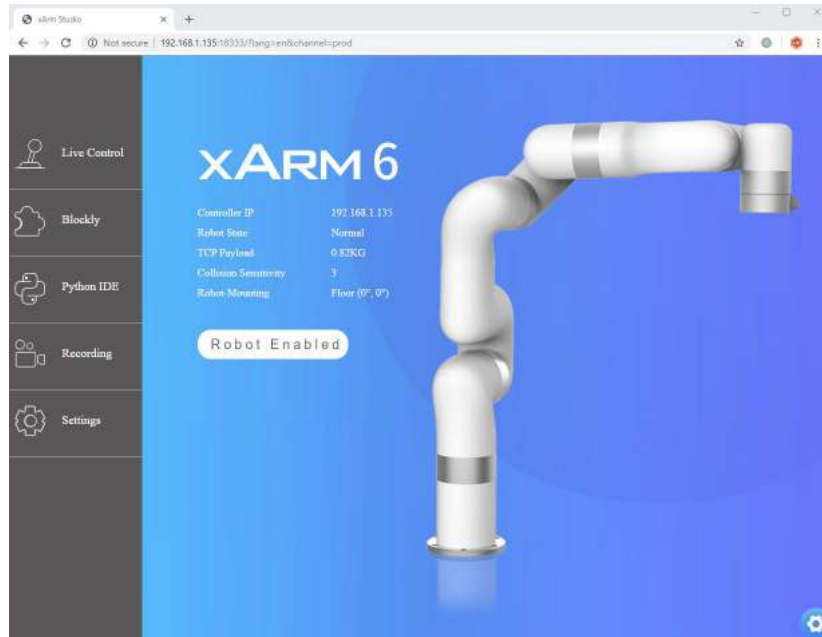 xArm Studio
Not secure | 192.168.1.135:18333/?lang=en&channel=prod
Live Control
Blockly
Python IDE
Recording
Settings
xARM 6
Controller IP 192.168.1.135
Robot State Normal
TCP Payload 0.82KG
Collision Sensitivity 3
Robot-Mounting Floor (0°, 0°)
Robot Enabled